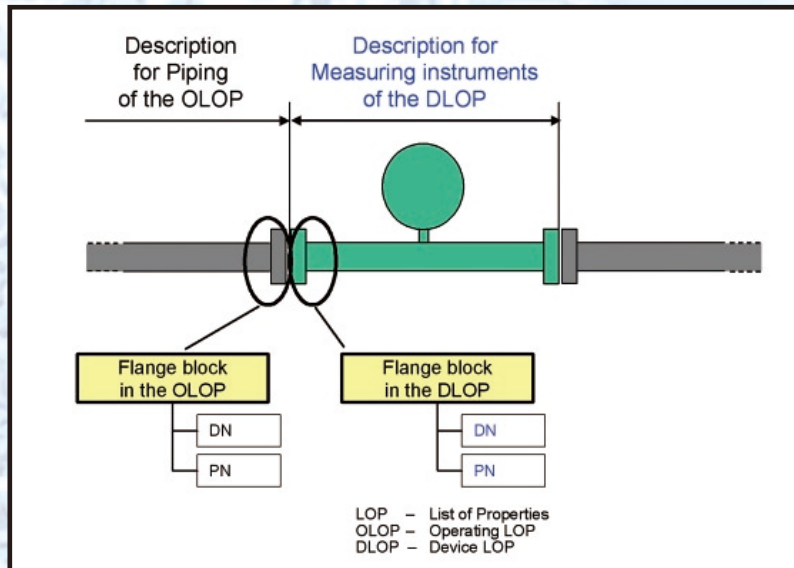 Description
for Piping
of the OLOP
Description for
Measuring instruments
of the DLOP
Flange block
in the OLOP
DN
PN
Flange block
in the DLOP
DN
PN
LOP – List of Properties
OLOP – Operating LOP
DLOP – Device LOP